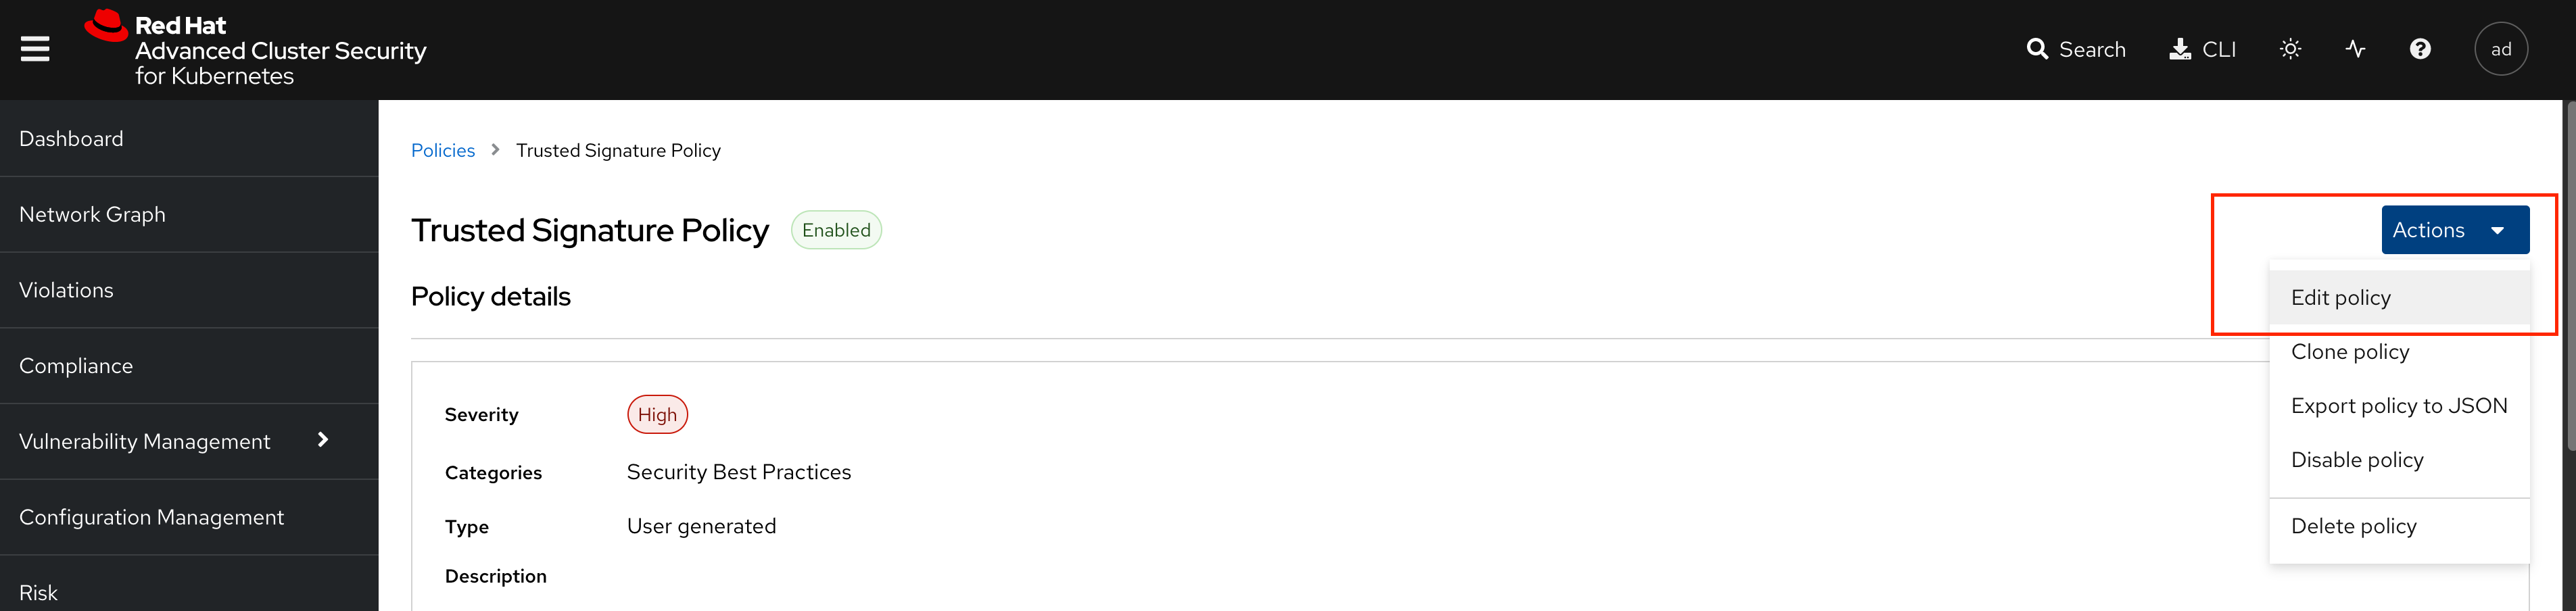 Red Hat
Advanced Cluster Security
for Kubernetes
Search
CLI
ad
Dashboard
Network Graph
Violations
Compliance
Vulnerability Management
Configuration Management
Risk
Policies
Trusted Signature Policy
Trusted Signature Policy
Enabled
Actions
Edit policy
Clone policy
Export policy to JSON
Disable policy
Delete policy
Policy details
Severity
High
Categories
Security Best Practices
Type
User generated
Description